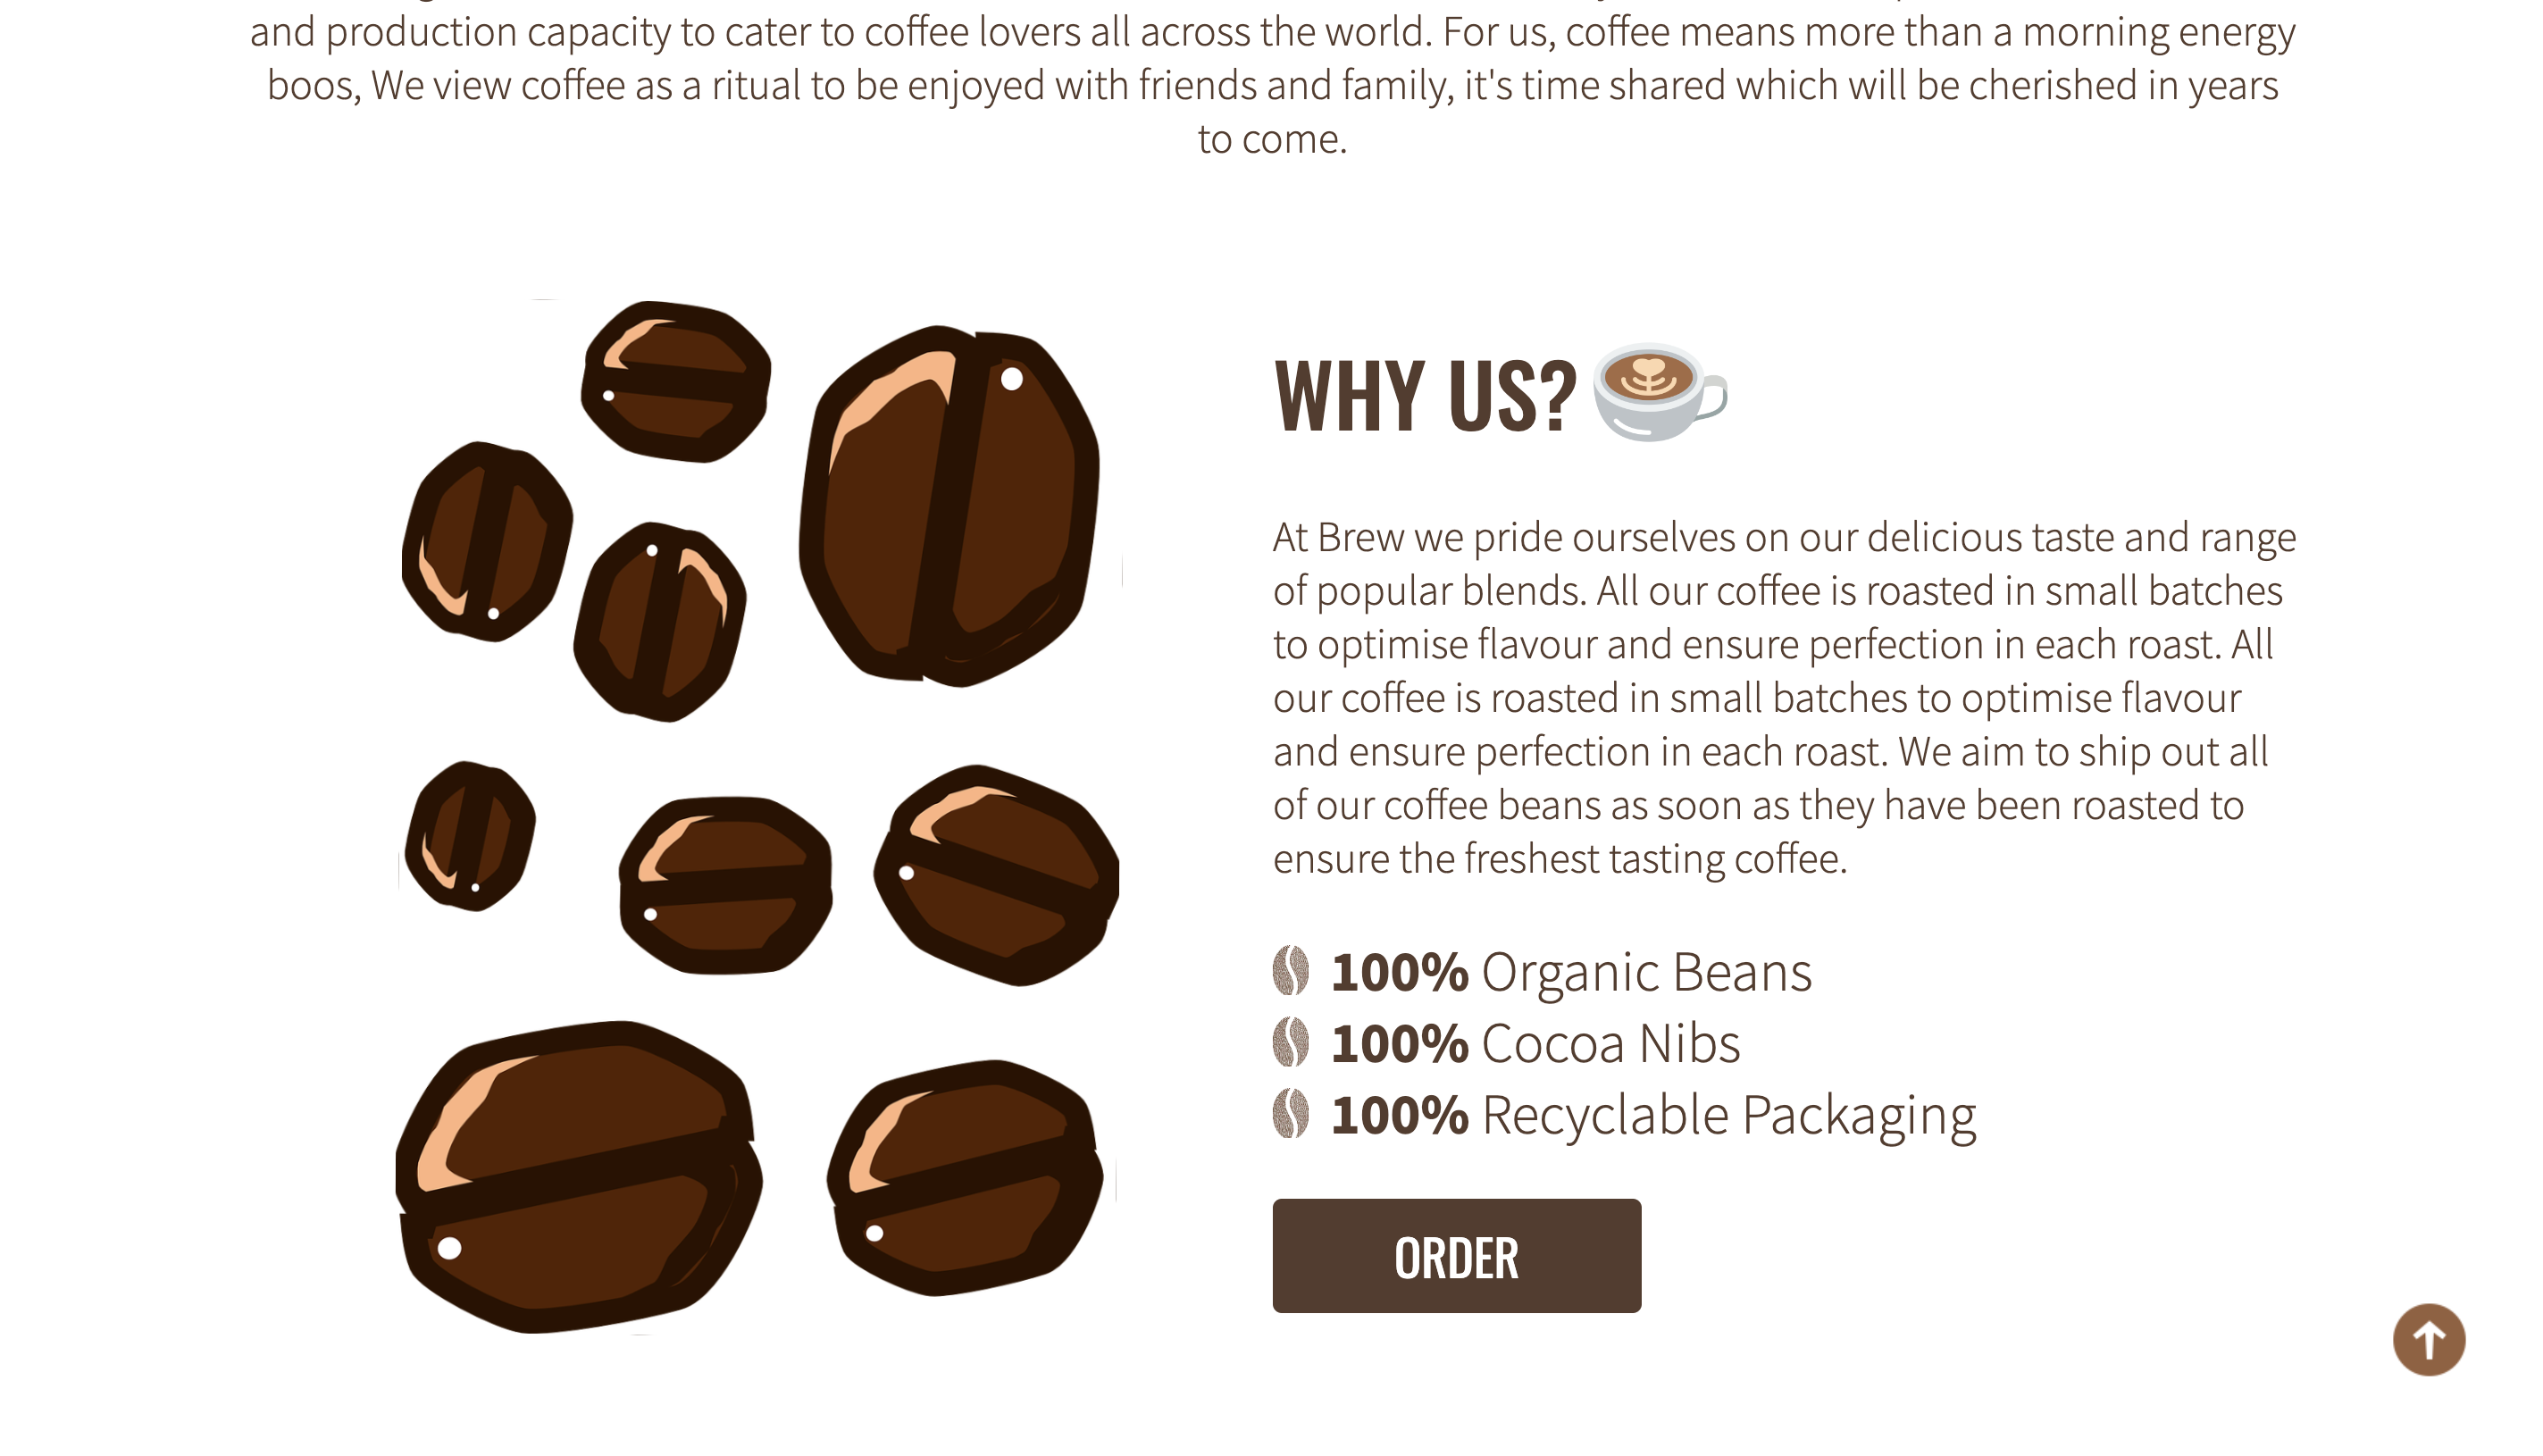 and production capacity to cater to coffee lovers all across the world. For us, coffee means more than a morning energy
boos, We view coffee as a ritual to be enjoyed with friends and family, it's time shared which will be cherished in years
to come.
WHY US?
At Brew we pride ourselves on our delicious taste and range
of popular blends. All our coffee is roasted in small batches
to optimise flavour and ensure perfection in each roast. All
our coffee is roasted in small batches to optimise flavour
and ensure perfection in each roast. We aim to ship out all
of our coffee beans as soon as they have been roasted to
ensure the freshest tasting coffee.
100% Organic Beans
100% Cocoa Nibs
100% Recyclable Packaging
ORDER